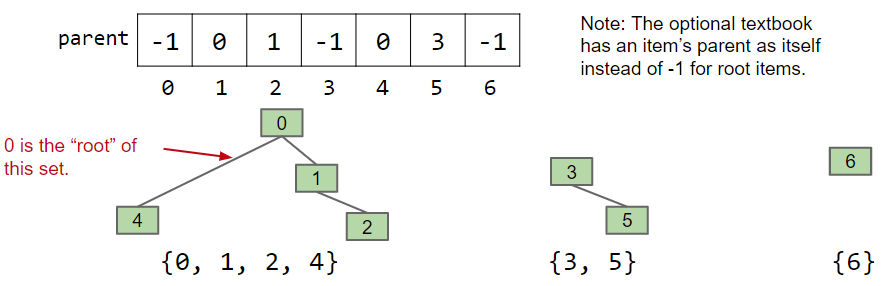 parent -1 0 1 -1 0 3 -1
0 1 2 3 4 5 6
Note: The optional textbook
has an item's parent as itself
instead of -1 for root items.
0 is the “root” of
this set.
0
1
4
2
{0, 1, 2, 4}
3
5
{3, 5}
6
{6}